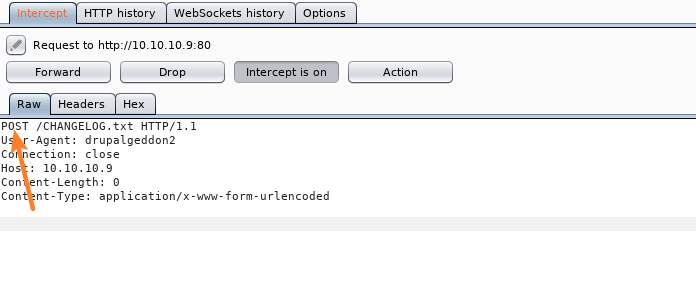 Intercept HTTP history WebSockets history Options
Request to http://10.10.10.9:80
Forward Drop Intercept is on Action
Raw Headers Hex
POST /CHANGELOG.txt HTTP/1.1
User-Agent: drupalgeddon2
Connection: close
Host: 10.10.10.9
Content-Length: 0
Content-Type: application/x-www-form-urlencoded